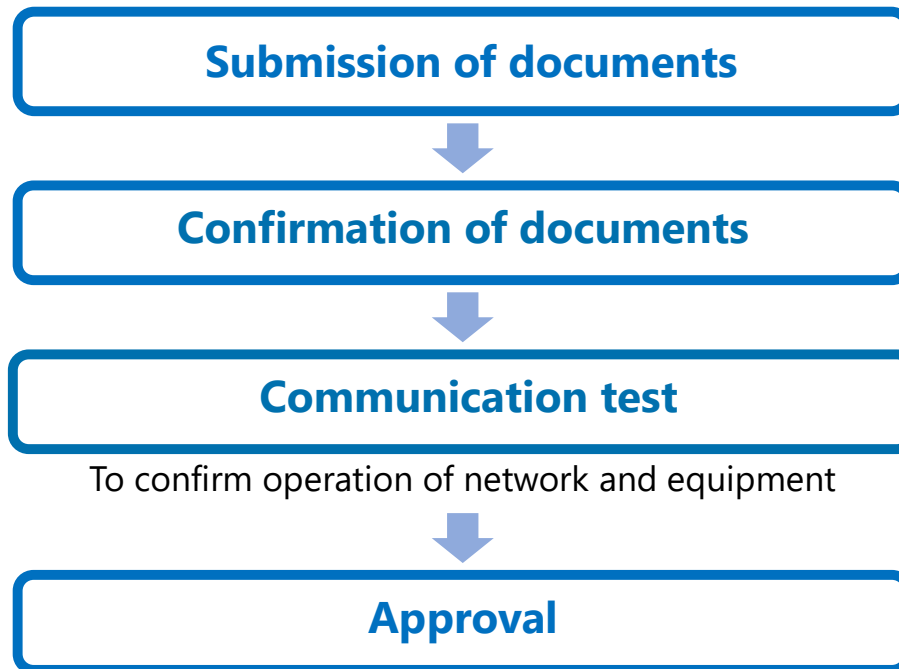 Submission of documents
Confirmation of documents
Communication test
To confirm operation of network and equipment
Approval